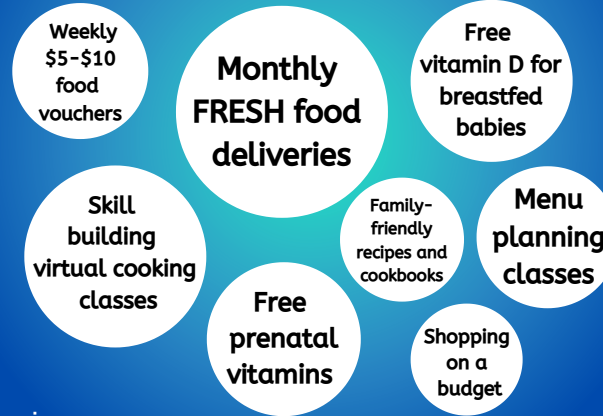 Weekly
$5-$10
food
vouchers
Monthly
FRESH food
deliveries
Free
vitamin D for
breastfed
babies
Skill
building
virtual cooking
classes
Family-
friendly
recipes and
cookbooks
Menu
planning
classes
Free
prenatal
vitamins
Shopping
on a
budget